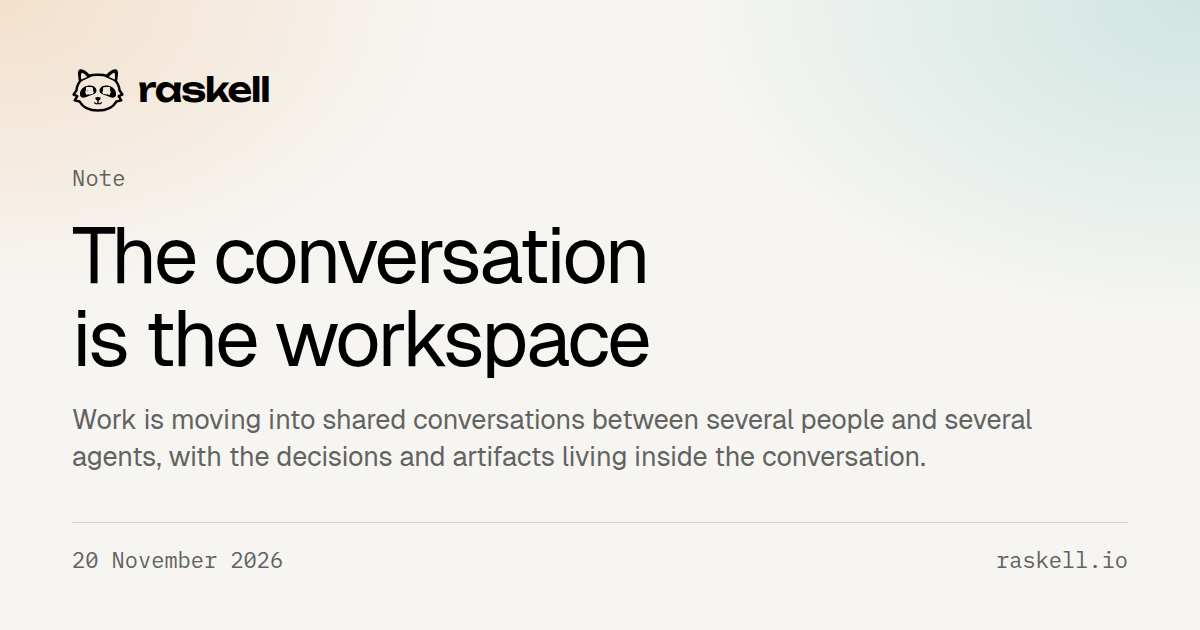 raskell
Note
The conversation
is the workspace
Work is moving into shared conversations between several people and several
agents, with the decisions and artifacts living inside the conversation.
20 November 2026
raskell.io